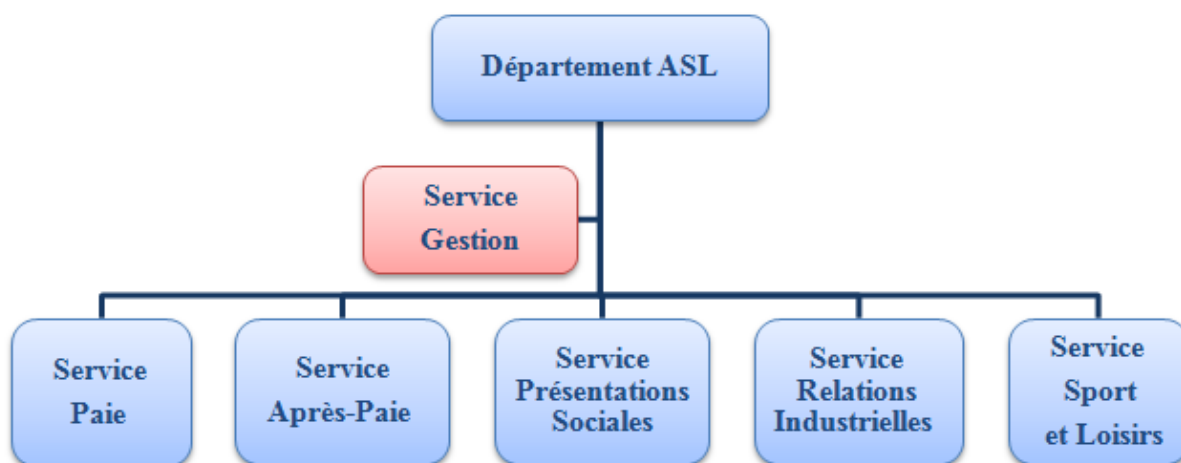 Département ASL
Service
Gestion
Service
Paie
Service
Après-Paie
Service
Présentations
Sociales
Service
Relations
Industrielles
Service
Sport
et Loisirs